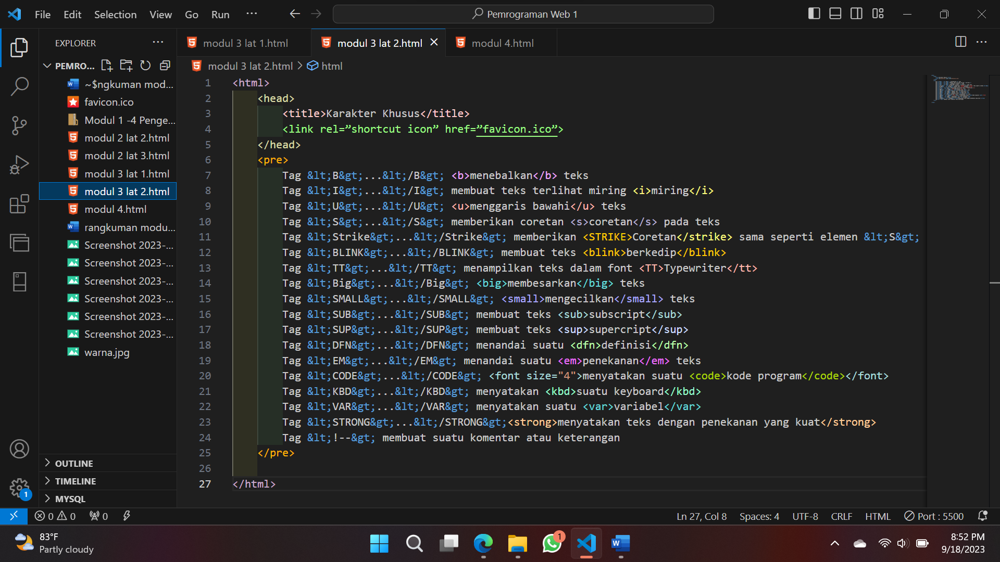 File Edit Selection View Go Run ··· Pemrograman Web 1
EXPLORER ···
PEMRO...
~$ngkuman mod...
favicon.ico
Modul 1 -4 Penge...
modul 2 lat 2.html
modul 2 lat 3.html
modul 3 lat 1.html
modul 3 lat 2.html
modul 4.html
rangkuman modu...
Screenshot 2023-...
Screenshot 2023-...
Screenshot 2023-...
Screenshot 2023-...
Screenshot 2023-...
Screenshot 2023-...
warna.jpg
OUTLINE
TIMELINE
MYSQL
modul 3 lat 1.html modul 3 lat 2.html modul 4.html
modul 3 lat 2.html > html
1 <html>
2 <head>
3 <title>Karakter Khusus</title>
4 <link rel=”shortcut icon” href=”favicon.ico”>
5 </head>
6 <pre>
7 Tag &lt;B&gt;...&lt;/B&gt; <b>menebalkan</b> teks
8 Tag &lt;I&gt;...&lt;/I&gt; membuat teks terlihat miring <i>miring</i>
9 Tag &lt;U&gt;...&lt;/U&gt; <u>menggaris bawahi</u> teks
10 Tag &lt;S&gt;...&lt;/S&gt; memberikan coretan <s>coretan</s> pada teks
11 Tag &lt;Strike&gt;...&lt;/Strike&gt; memberikan <STRIKE>Coretan</strike> sama seperti elemen &lt;S&gt;
12 Tag &lt;BLINK&gt;...&lt;/BLINK&gt; membuat teks <blink>berkedip</blink>
13 Tag &lt;TT&gt;...&lt;/TT&gt; menampilkan teks dalam font <TT>Typewriter</tt>
14 Tag &lt;Big&gt;...&lt;/Big&gt; <big>membesarkan</big> teks
15 Tag &lt;SMALL&gt;...&lt;/SMALL&gt; <small>mengecilkan</small> teks
16 Tag &lt;SUB&gt;...&lt;/SUB&gt; membuat teks <sub>subscript</sub>
17 Tag &lt;SUP&gt;...&lt;/SUP&gt; membuat teks <sup>supercript</sup>
18 Tag &lt;DFN&gt;...&lt;/DFN&gt; menandai suatu <dfn>definisi</dfn>
19 Tag &lt;EM&gt;...&lt;/EM&gt; menandai suatu <em>penekanan</em> teks
20 Tag &lt;CODE&gt;...&lt;/CODE&gt; <font size="4">menyatakan suatu <code>kode program</code></font>
21 Tag &lt;KBD&gt;...&lt;/KBD&gt; menyatakan <kbd>suatu keyboard</kbd>
22 Tag &lt;VAR&gt;...&lt;/VAR&gt; menyatakan suatu <var>variabel</var>
23 Tag &lt;STRONG&gt;...&lt;/STRONG&gt;<strong>menyatakan teks dengan penekanan yang kuat</strong>
24 Tag &lt;!--&gt; membuat suatu komentar atau keterangan
25 </pre>
26
27 </html>
1
0 0 0 Ln 27, Col 8 Spaces: 4 UTF-8 CRLF HTML Port : 5500
83°F
Partly cloudy
1
8:52 PM
9/18/2023